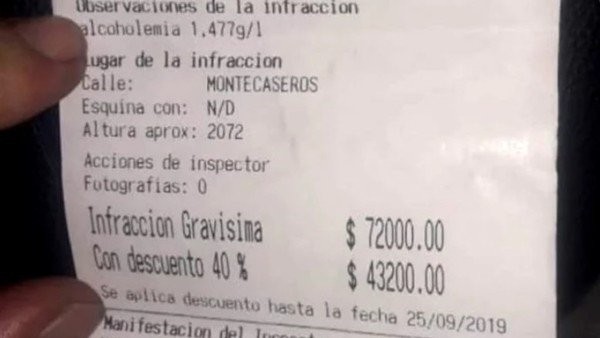 Observaciones de la infraccion
alcoholemia 1,477g/l
Lugar de la infraccion
Calle: MONTECASEROS
Esquina con: N/D
Altura aprox: 2072
Acciones de inspector
Fotografias: 0
Infraccion Gravisima $ 72000.00
Con descuento 40 % $ 43200.00
Se aplica descuento hasta la fecha 25/09/2019
Manifestacion del